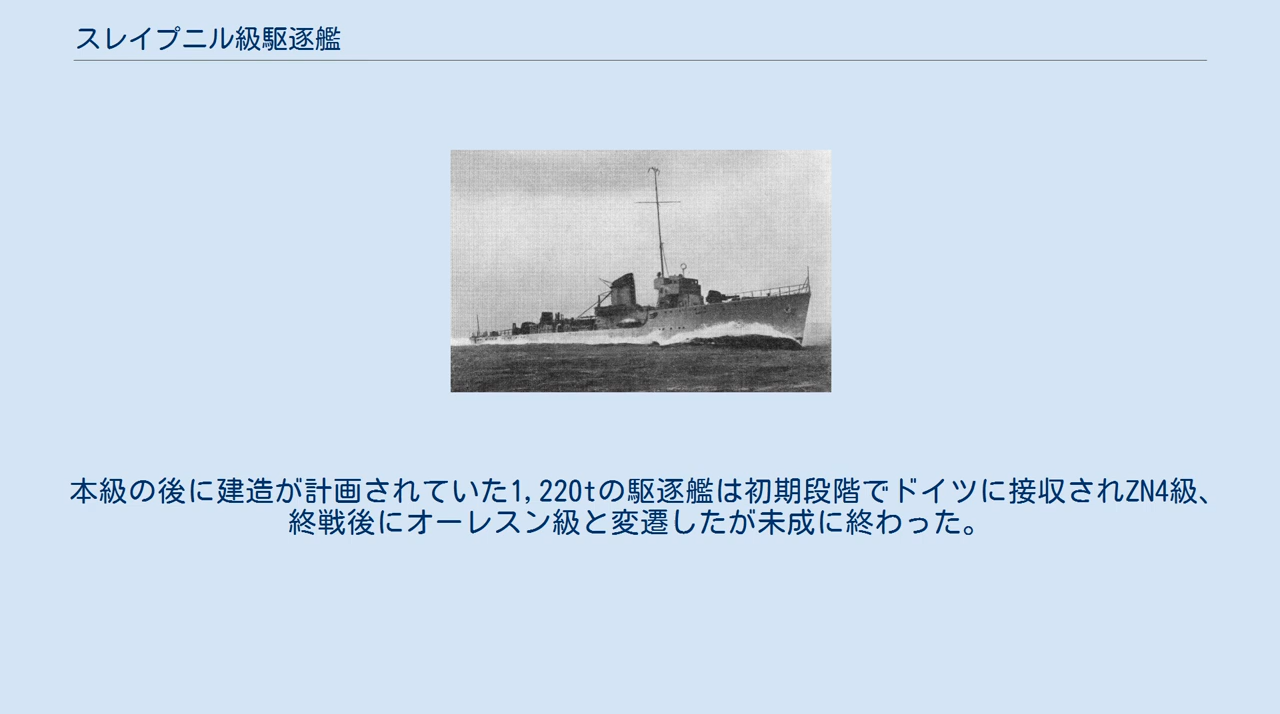 スレイプニル級駆逐艦
本級の後に建造が計画されていた1,220tの駆逐艦は初期段階でドイツに接収されZN4級、
終戦後にオーレスン級と変遷したが未成に終わった。